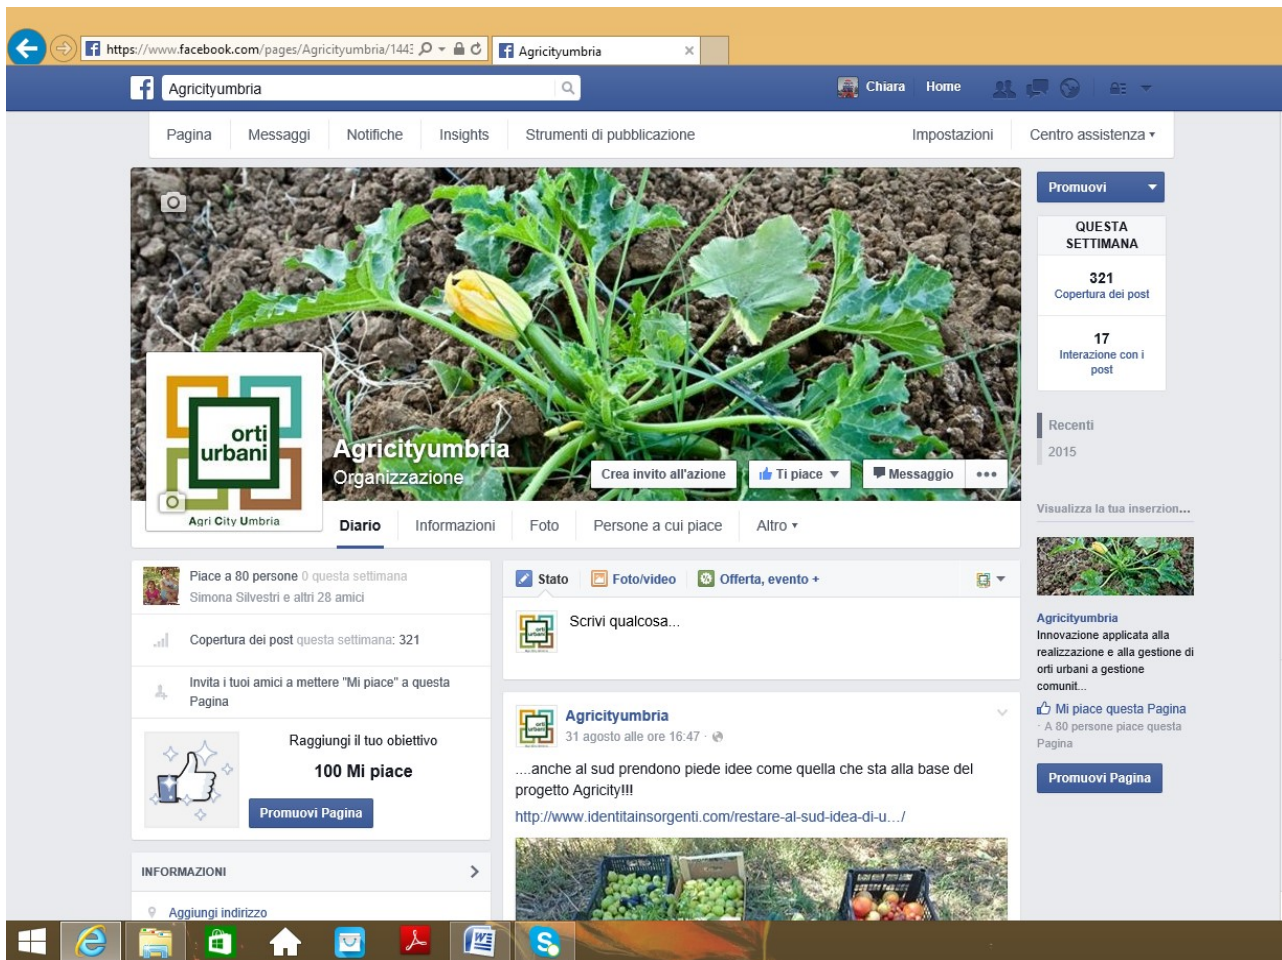 https://www.facebook.com/pages/Agricityumbria/144
Agricityumbria
Agricityumbria
Chiara Home
Pagina Messaggi Notifiche Insights Strumenti di pubblicazione Impostazioni Centro assistenza
Promuovi
QUESTA
SETTIMANA
321
Copertura dei post
17
Interazione con i
post
Recenti
2015
orti
urbani
Agri City Umbria
Agricityumbria
Organizzazione
Crea invito all'azione Ti piace Messaggio •••
Diario Informazioni Foto Persone a cui piace Altro
Visualizza la tua inserzion...
Agricityumbria
Innovazione applicata alla
realizzazione e alla gestione di
orti urbani a gestione
comunit...
Mi piace questa Pagina
· A 80 persone piace questa
Pagina
Promuovi Pagina
Piace a 80 persone 0 questa settimana
Simona Silvestri e altri 28 amici
Copertura dei post questa settimana: 321
Invita i tuoi amici a mettere "Mi piace" a questa
Pagina
Raggiungi il tuo obiettivo
100 Mi piace
Promuovi Pagina
INFORMAZIONI
Aggiungi indirizzo
Stato Foto/video Offerta, evento +
Scrivi qualcosa...
Agricityumbria
31 agosto alle ore 16:47 ·
....anche al sud prendono piede idee come quella che sta alla base del
progetto Agricity!!!
http://www.identitainsorgenti.com/restare-al-sud-idea-di-u…/